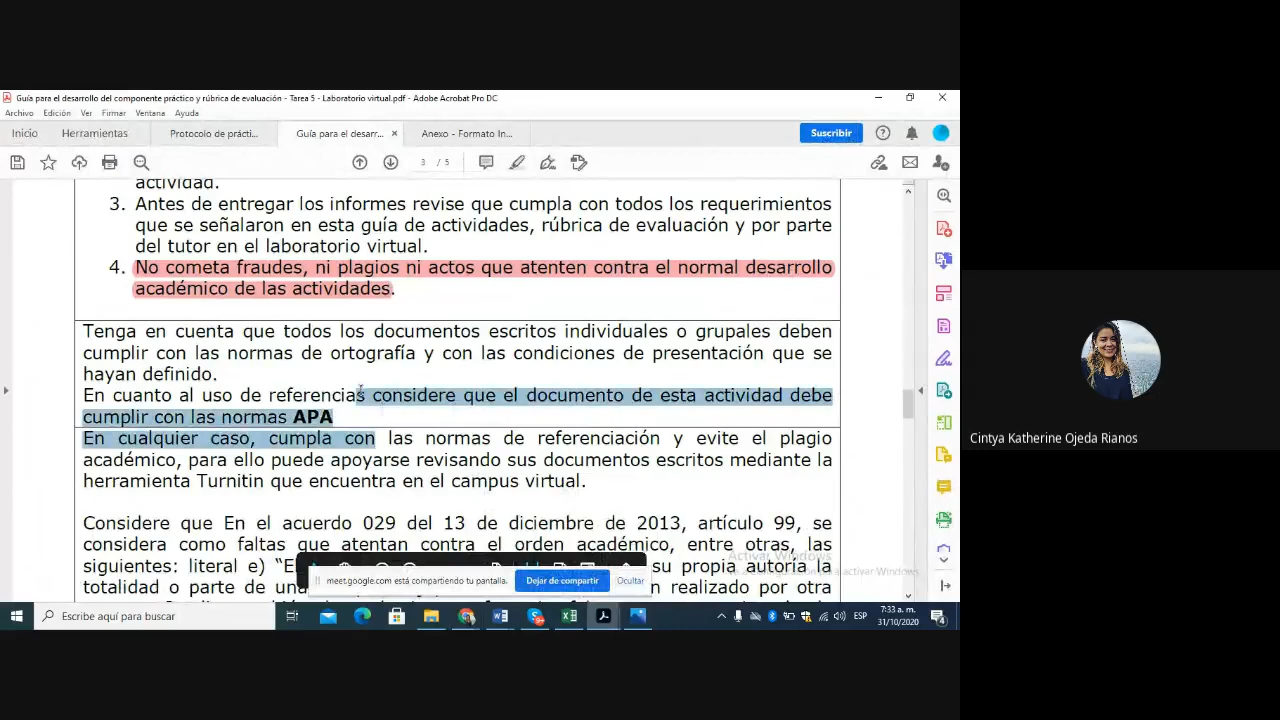 Guía para el desarrollo del componente práctico y rúbrica de evaluación - Tarea 5 - Laboratorio virtual.pdf - Adobe Acrobat Pro DC
Archivo Edición Ver Firmar Ventana Ayuda
Inicio Herramientas Protocolo de prácti... Guía para el desarr... Anexo - Formato In... Suscribir
3 / 5
actividad.
3. Antes de entregar los informes revise que cumpla con todos los requerimientos
que se señalaron en esta guía de actividades, rúbrica de evaluación y por parte
del tutor en el laboratorio virtual.
4. No cometa fraudes, ni plagios ni actos que atenten contra el normal desarrollo
académico de las actividades.
Tenga en cuenta que todos los documentos escritos individuales o grupales deben
cumplir con las normas de ortografía y con las condiciones de presentación que se
hayan definido.
En cuanto al uso de referencias considere que el documento de esta actividad debe
cumplir con las normas APA
En cualquier caso, cumpla con las normas de referenciación y evite el plagio
académico, para ello puede apoyarse revisando sus documentos escritos mediante la
herramienta Turnitin que encuentra en el campus virtual.
Considere que En el acuerdo 029 del 13 de diciembre de 2013, artículo 99, se
considera como faltas que atentan contra el orden académico, entre otras, las
siguientes: literal e) “El su propia autoría la
totalidad o parte de una realizado por otra
Activar Windows
meet.google.com está compartiendo tu pantalla. Dejar de compartir Ocultar
Escribe aquí para buscar
ESP
7:33 a. m.
31/10/2020
4
Cintya Katherine Ojeda Rianos